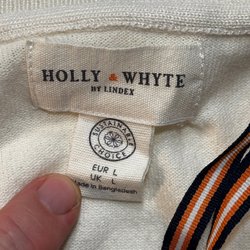 HOLLY & WHYTE
BY LINDEX
SUSTAINABLE
CHOICE
EUR L
UK
Made in Bangladesh